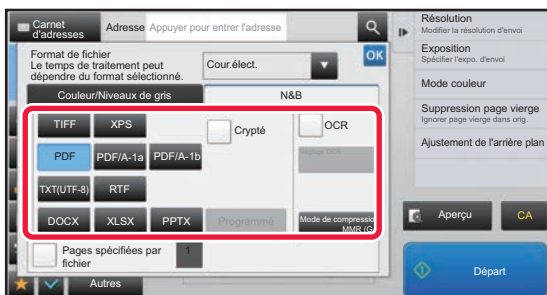 Carnet
d'adresses
Adresse Appuyer pour entrer l'adresse
Format de fichier
Le temps de traitement peut
dépendre du format sélectionné.
Cour.élect.
OK
Couleur/Niveaux de gris
N&B
TIFF
XPS
Crypté
OCR
PDF
PDF/A-1a
PDF/A-1b
Réglage OCR
TXT(UTF-8)
RTF
DOCX
XLSX
PPTX
Programmé
Mode de compressio
MMR (G
Pages spécifiées par
fichier
1
Autres
Résolution
Modifier la résolution d'envoi
Exposition
Spécifier l'expo. d'envoi
Mode couleur
Suppression page vierge
Ignorer page vierge dans orig.
Ajustement de l'arrière plan
Aperçu
CA
Départ